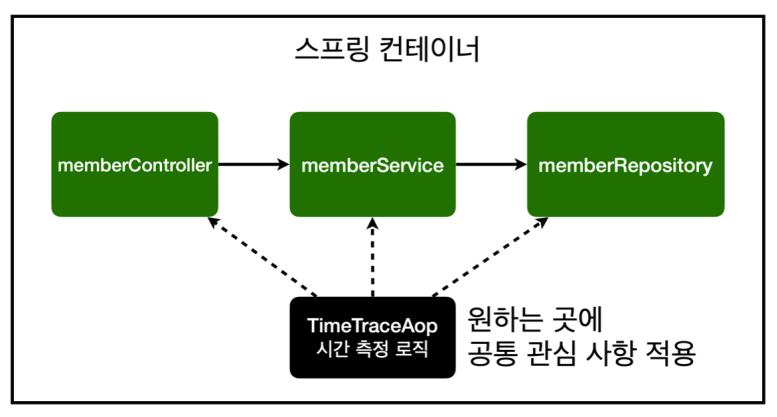 스프링 컨테이너
memberController
memberService
memberRepository
TimeTraceAop
시간 측정 로직
원하는 곳에
공통 관심 사항 적용